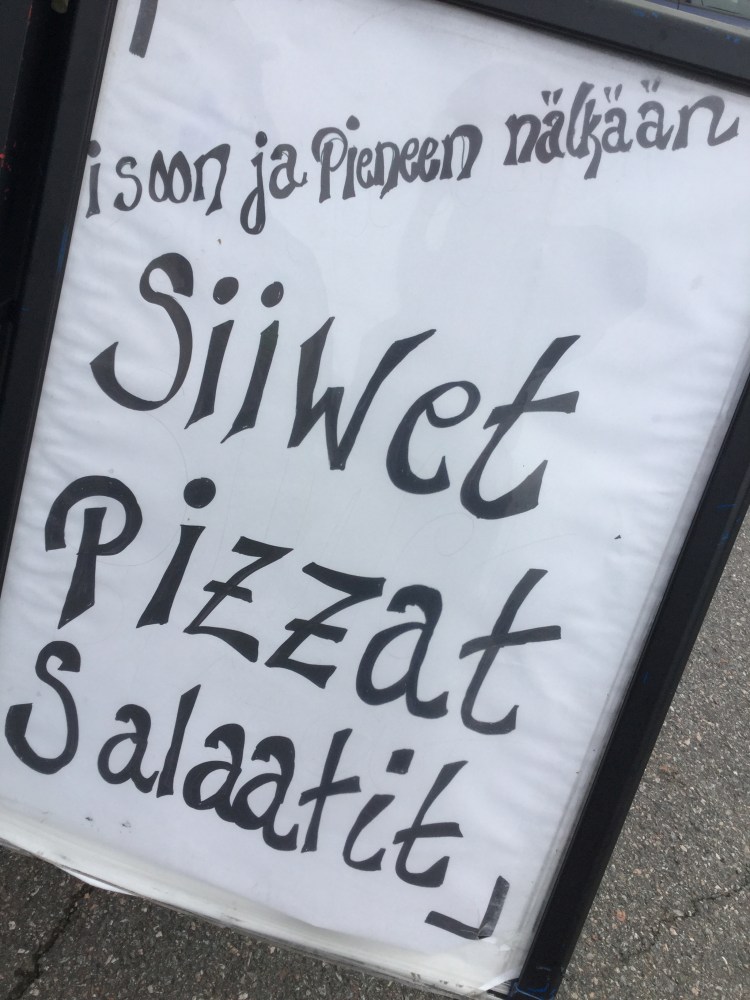 isoon ja Pieneen nälkään
Siiwet
Pizzat
Salaatit